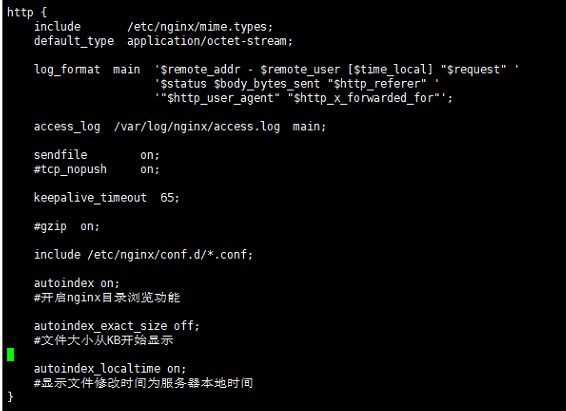 http {
    include       /etc/nginx/mime.types;
    default_type  application/octet-stream;
    log_format  main  '$remote_addr - $remote_user [$time_local] "$request" '
                      '$status $body_bytes_sent "$http_referer" '
                      '"$http_user_agent" "$http_x_forwarded_for"';
    access_log  /var/log/nginx/access.log  main;
    sendfile        on;
    #tcp_nopush     on;
    keepalive_timeout  65;
    #gzip  on;
    include /etc/nginx/conf.d/*.conf;
    autoindex on;
    #开启nginx目录浏览功能
    autoindex_exact_size off;
    #文件大小从KB开始显示
    autoindex_localtime on;
    #显示文件修改时间为服务器本地时间
}